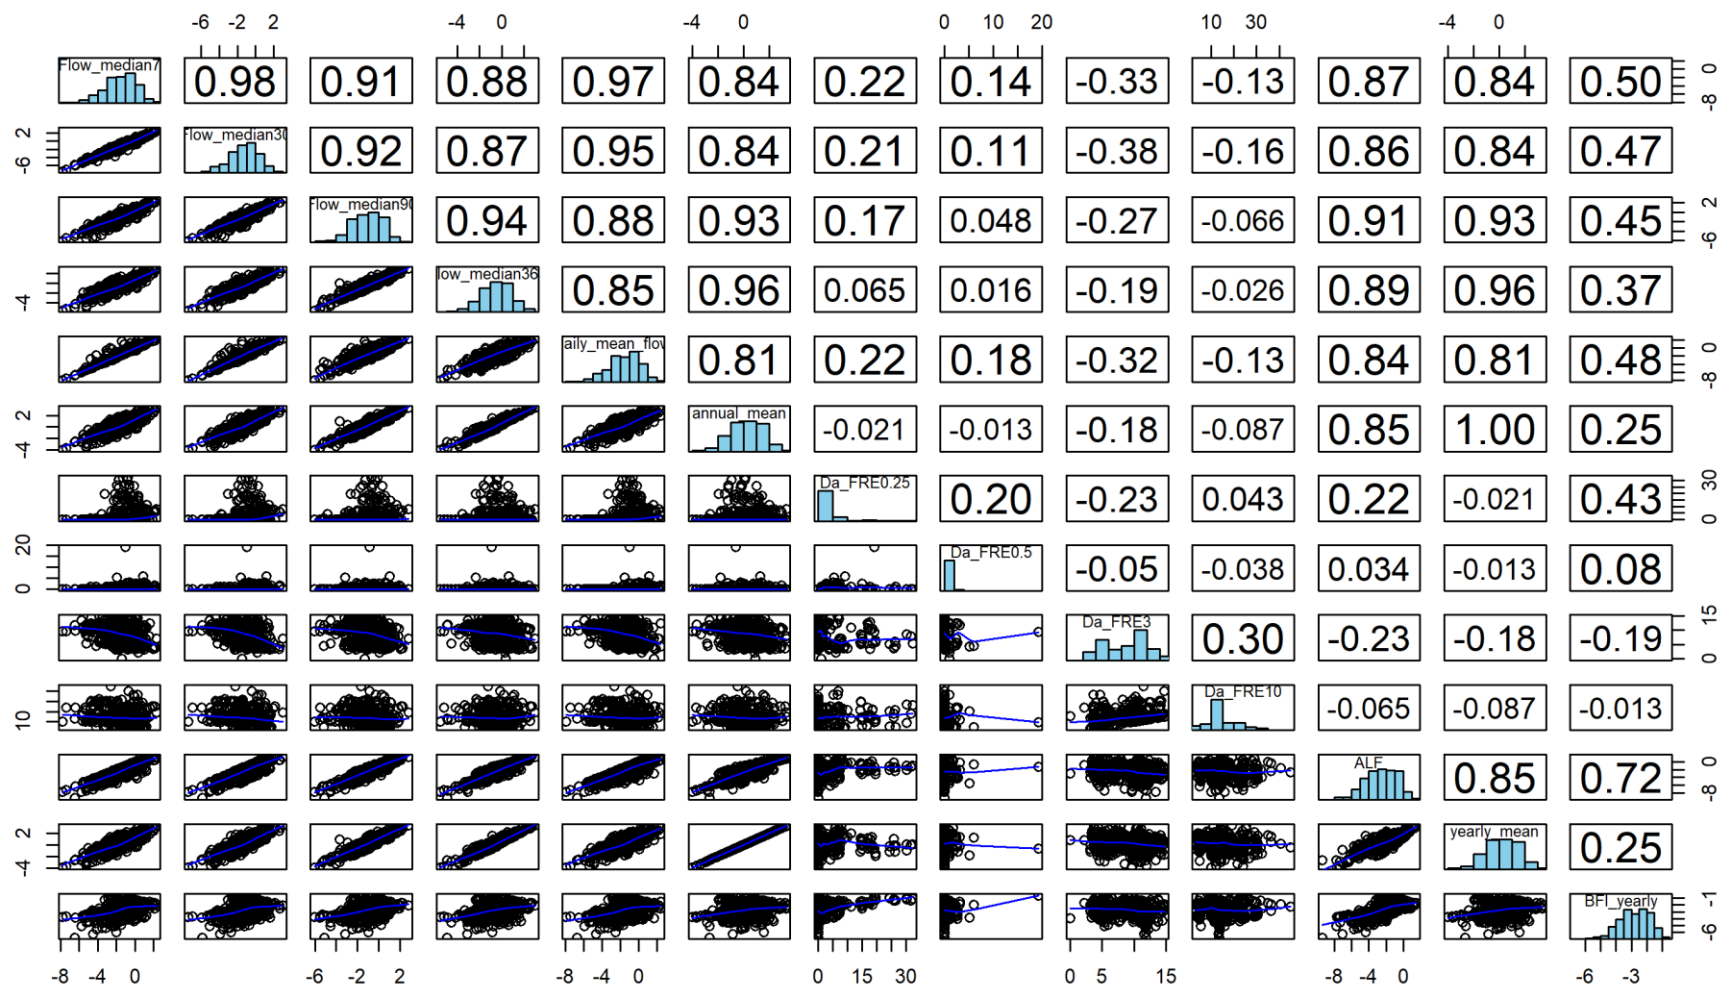 -6 -2 2 -4 0 -4 0 0 10 20 10 30 -4 0
Flow_median7 0.98 0.91 0.88 0.97 0.84 0.22 0.14 -0.33 -0.13 0.87 0.84 0.50 0 -8
2 -6 Flow_median30 0.92 0.87 0.95 0.84 0.21 0.11 -0.38 -0.16 0.86 0.84 0.47
Flow_median90 0.94 0.88 0.93 0.17 0.048 -0.27 -0.066 0.91 0.93 0.45 2 -6
-4 low_median36 0.85 0.96 0.065 0.016 -0.19 -0.026 0.89 0.96 0.37
aily_mean_flow 0.81 0.22 0.18 -0.32 -0.13 0.84 0.81 0.48 0 -8
2 -4 annual_mean -0.021 -0.013 -0.18 -0.087 0.85 1.00 0.25
Da_FRE0.25 0.20 -0.23 0.043 0.22 -0.021 0.43 30 0
20 0 Da_FRE0.5 -0.05 -0.038 0.034 -0.013 0.08
Da_FRE3 0.30 -0.23 -0.18 -0.19 15 0
10 Da_FRE10 -0.065 -0.087 -0.013
ALF 0.85 0.72 0 -8
2 -4 yearly_mean 0.25
BFI_yearly -1 -6
-8 -4 0 -6 -2 2 -8 -4 0 0 10 20 30 0 5 15 -8 -4 0 -6 -3